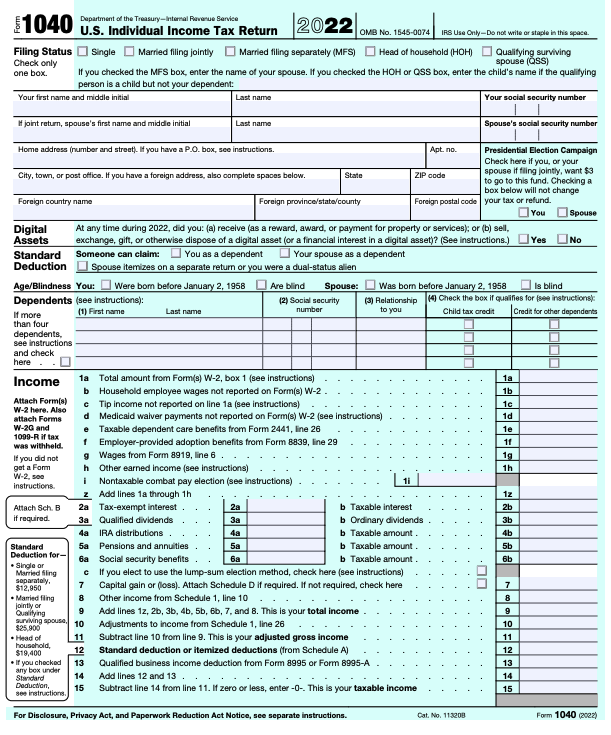 Form 1040 Department of the Treasury—Internal Revenue Service
U.S. Individual Income Tax Return 2022 OMB No. 1545-0074 IRS Use Only—Do not write or staple in this space.
Filing Status Single Married filing jointly Married filing separately (MFS) Head of household (HOH) Qualifying surviving spouse (QSS)
Check only one box.
If you checked the MFS box, enter the name of your spouse. If you checked the HOH or QSS box, enter the child's name if the qualifying
person is a child but not your dependent:
Your first name and middle initial Last name Your social security number
If joint return, spouse's first name and middle initial Last name Spouse's social security number
Home address (number and street). If you have a P.O. box, see instructions. Apt. no.
City, town, or post office. If you have a foreign address, also complete spaces below. State ZIP code
Foreign country name Foreign province/state/county Foreign postal code
Presidential Election Campaign
Check here if you, or your
spouse if filing jointly, want $3
to go to this fund. Checking a
box below will not change
your tax or refund.
You Spouse
Digital Assets
At any time during 2022, did you: (a) receive (as a reward, award, or payment for property or services); or (b) sell,
exchange, gift, or otherwise dispose of a digital asset (or a financial interest in a digital asset)? (See instructions.) Yes No
Standard Deduction
Someone can claim: You as a dependent Your spouse as a dependent
Spouse itemizes on a separate return or you were a dual-status alien
Age/Blindness You: Were born before January 2, 1958 Are blind Spouse: Was born before January 2, 1958 Is blind
Dependents (see instructions):
(1) First name Last name (2) Social security number (3) Relationship to you (4) Check the box if qualifies for (see instructions):
Child tax credit Credit for other dependents
If more
than four
dependents,
see instructions
and check
here . .
Income
Attach Form(s)
W-2 here. Also
attach Forms
W-2G and
1099-R if tax
was withheld.
If you did not
get a Form
W-2, see
instructions.
1a Total amount from Form(s) W-2, box 1 (see instructions) 1a
b Household employee wages not reported on Form(s) W-2 1b
c Tip income not reported on line 1a (see instructions) 1c
d Medicaid waiver payments not reported on Form(s) W-2 (see instructions) 1d
e Taxable dependent care benefits from Form 2441, line 26 1e
f Employer-provided adoption benefits from Form 8839, line 29 1f
g Wages from Form 8919, line 6 1g
h Other earned income (see instructions) 1h
i Nontaxable combat pay election (see instructions) 1i
z Add lines 1a through 1h 1z
Attach Sch. B
if required.
2a Tax-exempt interest 2a b Taxable interest 2b
3a Qualified dividends 3a b Ordinary dividends 3b
4a IRA distributions 4a b Taxable amount 4b
5a Pensions and annuities 5a b Taxable amount 5b
6a Social security benefits 6a b Taxable amount 6b
c If you elect to use the lump-sum election method, check here (see instructions)
7 Capital gain or (loss). Attach Schedule D if required. If not required, check here 7
8 Other income from Schedule 1, line 10 8
9 Add lines 1z, 2b, 3b, 4b, 5b, 6b, 7, and 8. This is your total income 9
10 Adjustments to income from Schedule 1, line 26 10
11 Subtract line 10 from line 9. This is your adjusted gross income 11
12 Standard deduction or itemized deductions (from Schedule A) 12
13 Qualified business income deduction from Form 8995 or Form 8995-A 13
14 Add lines 12 and 13 14
15 Subtract line 14 from line 11. If zero or less, enter -0-. This is your taxable income 15
Standard
Deduction for—
• Single or
Married filing
separately,
$12,950
• Married filing
jointly or
Qualifying
surviving spouse,
$25,900
• Head of
household,
$19,400
• If you checked
any box under
Standard
Deduction,
see instructions.
For Disclosure, Privacy Act, and Paperwork Reduction Act Notice, see separate instructions. Cat. No. 11320B Form 1040 (2022)